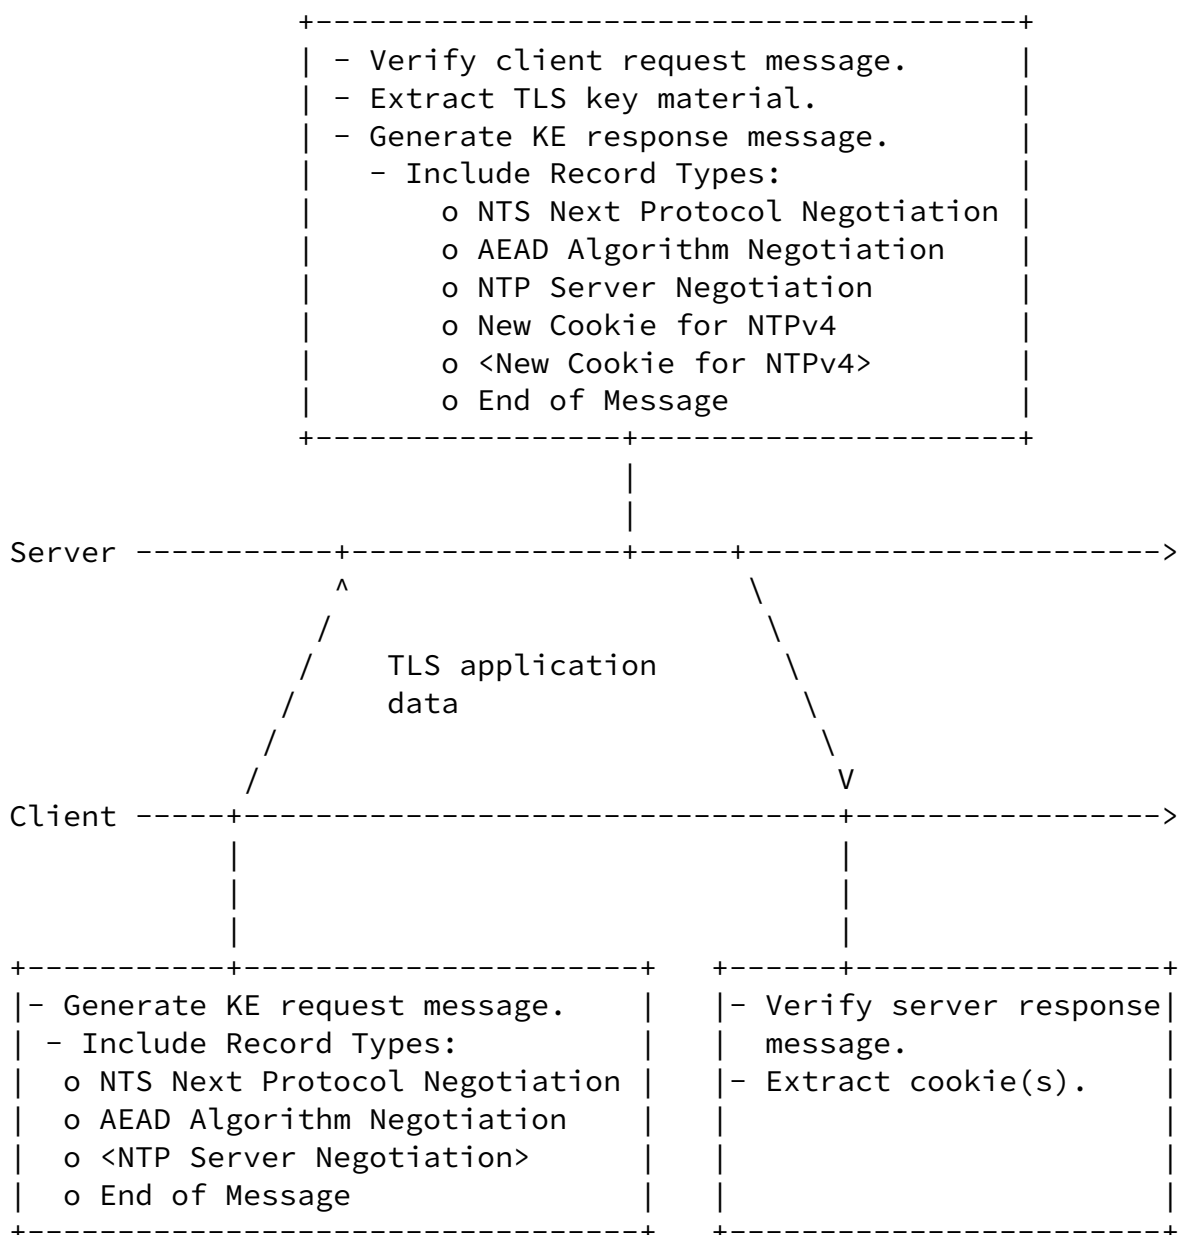 - Verify client request message.
- Extract TLS key material.
- Generate KE response message.
- Include Record Types:
o NTS Next Protocol Negotiation
o AEAD Algorithm Negotiation
o NTP Server Negotiation
o New Cookie for NTPv4
o <New Cookie for NTPv4>
o End of Message
Server
TLS application
data
Client
- Generate KE request message.
- Include Record Types:
o NTS Next Protocol Negotiation
o AEAD Algorithm Negotiation
o <NTP Server Negotiation>
o End of Message
- Verify server response
message.
- Extract cookie(s).